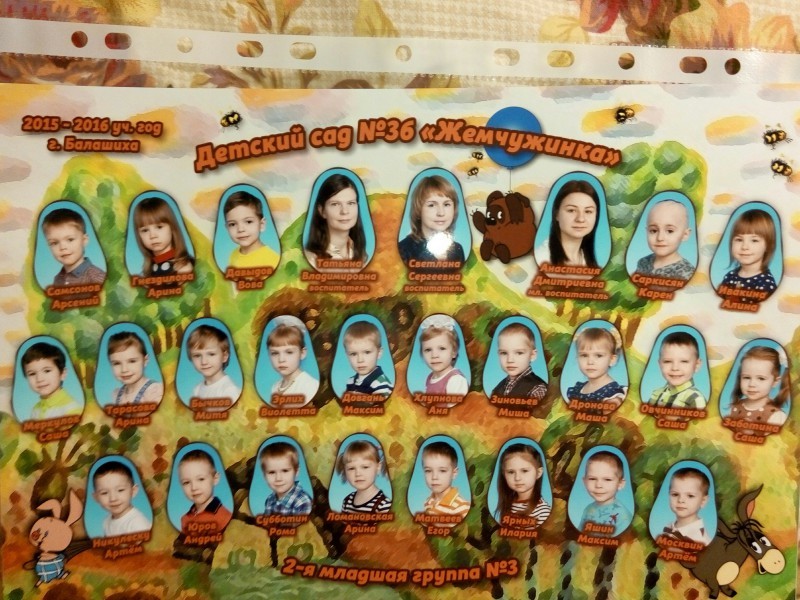 2015 - 2016 уч. год
г. Балашиха
Детский сад №36 «Жемчужинка»
Самсонов
Арсений
Гнездилова
Арина
Давыдов
Вова
Татьяна
Владимировна
воспитатель
Светлана
Сергеевна
воспитатель
Анастасия
Дмитриевна
мл. воспитатель
Саркисян
Карен
Алина
Меркулов
Саша
Тарасова
Арина
Бычков
Митя
Эрлих
Виолетта
Довгань
Максим
Хлупнова
Аня
Зиновьев
Миша
Дронова
Маша
Овчинников
Саша
Заботина
Саша
Никулеску
Артём
Юров
Андрей
Субботин
Рома
Ломановская
Арина
Матвеев
Егор
Ярных
Илария
Яшин
Максим
Москвин
Артём
2-я младшая группа №3